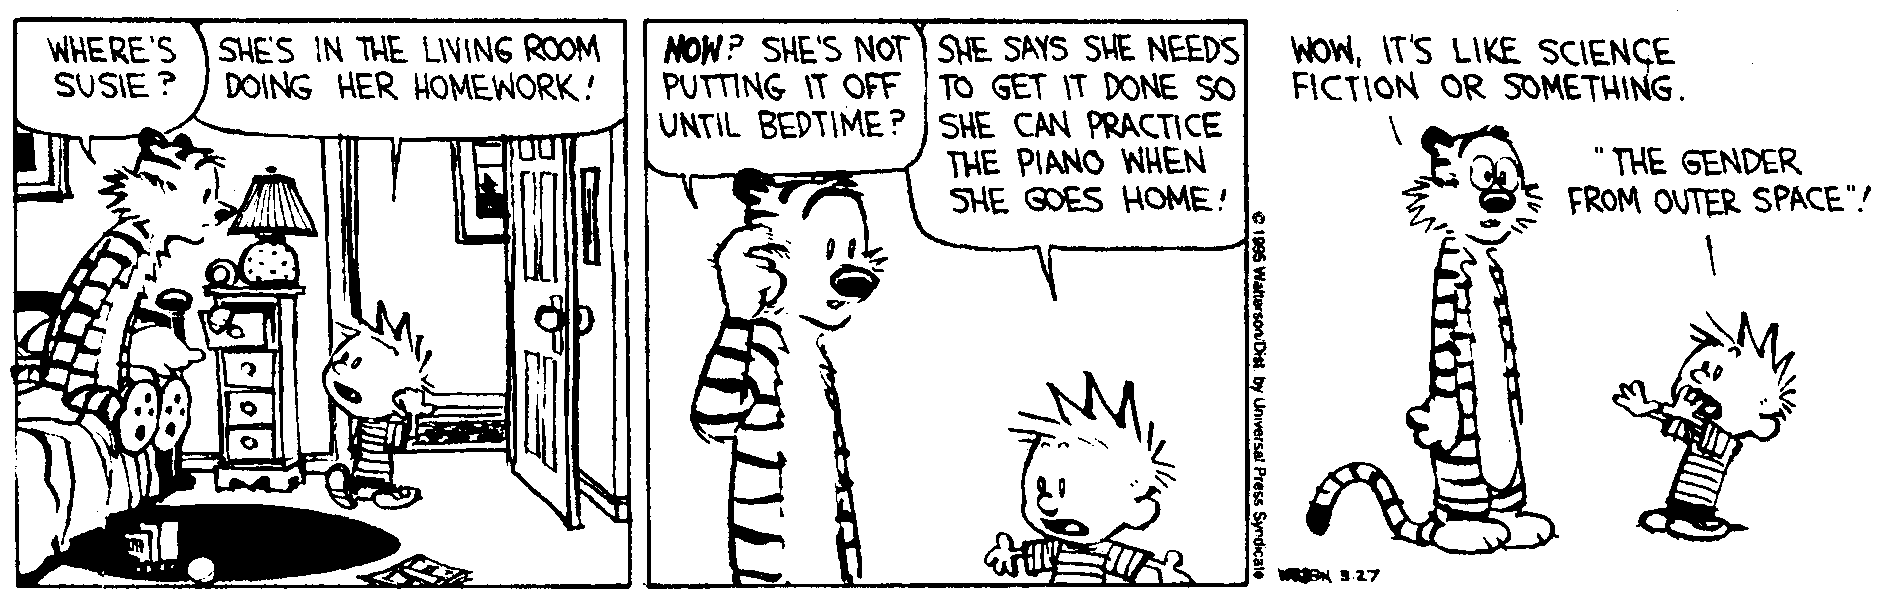 WHERE'S
SUSIE?
SHE'S IN THE LIVING ROOM
DOING HER HOMEWORK!
NOW? SHE'S NOT
PUTTING IT OFF
UNTIL BEDTIME?
SHE SAYS SHE NEEDS
TO GET IT DONE SO
SHE CAN PRACTICE
THE PIANO WHEN
SHE GOES HOME!
© 1995 Watterson/Dist. by Universal Press Syndicate
WOW, IT'S LIKE SCIENCE
FICTION OR SOMETHING.
"THE GENDER
FROM OUTER SPACE"!
3·27